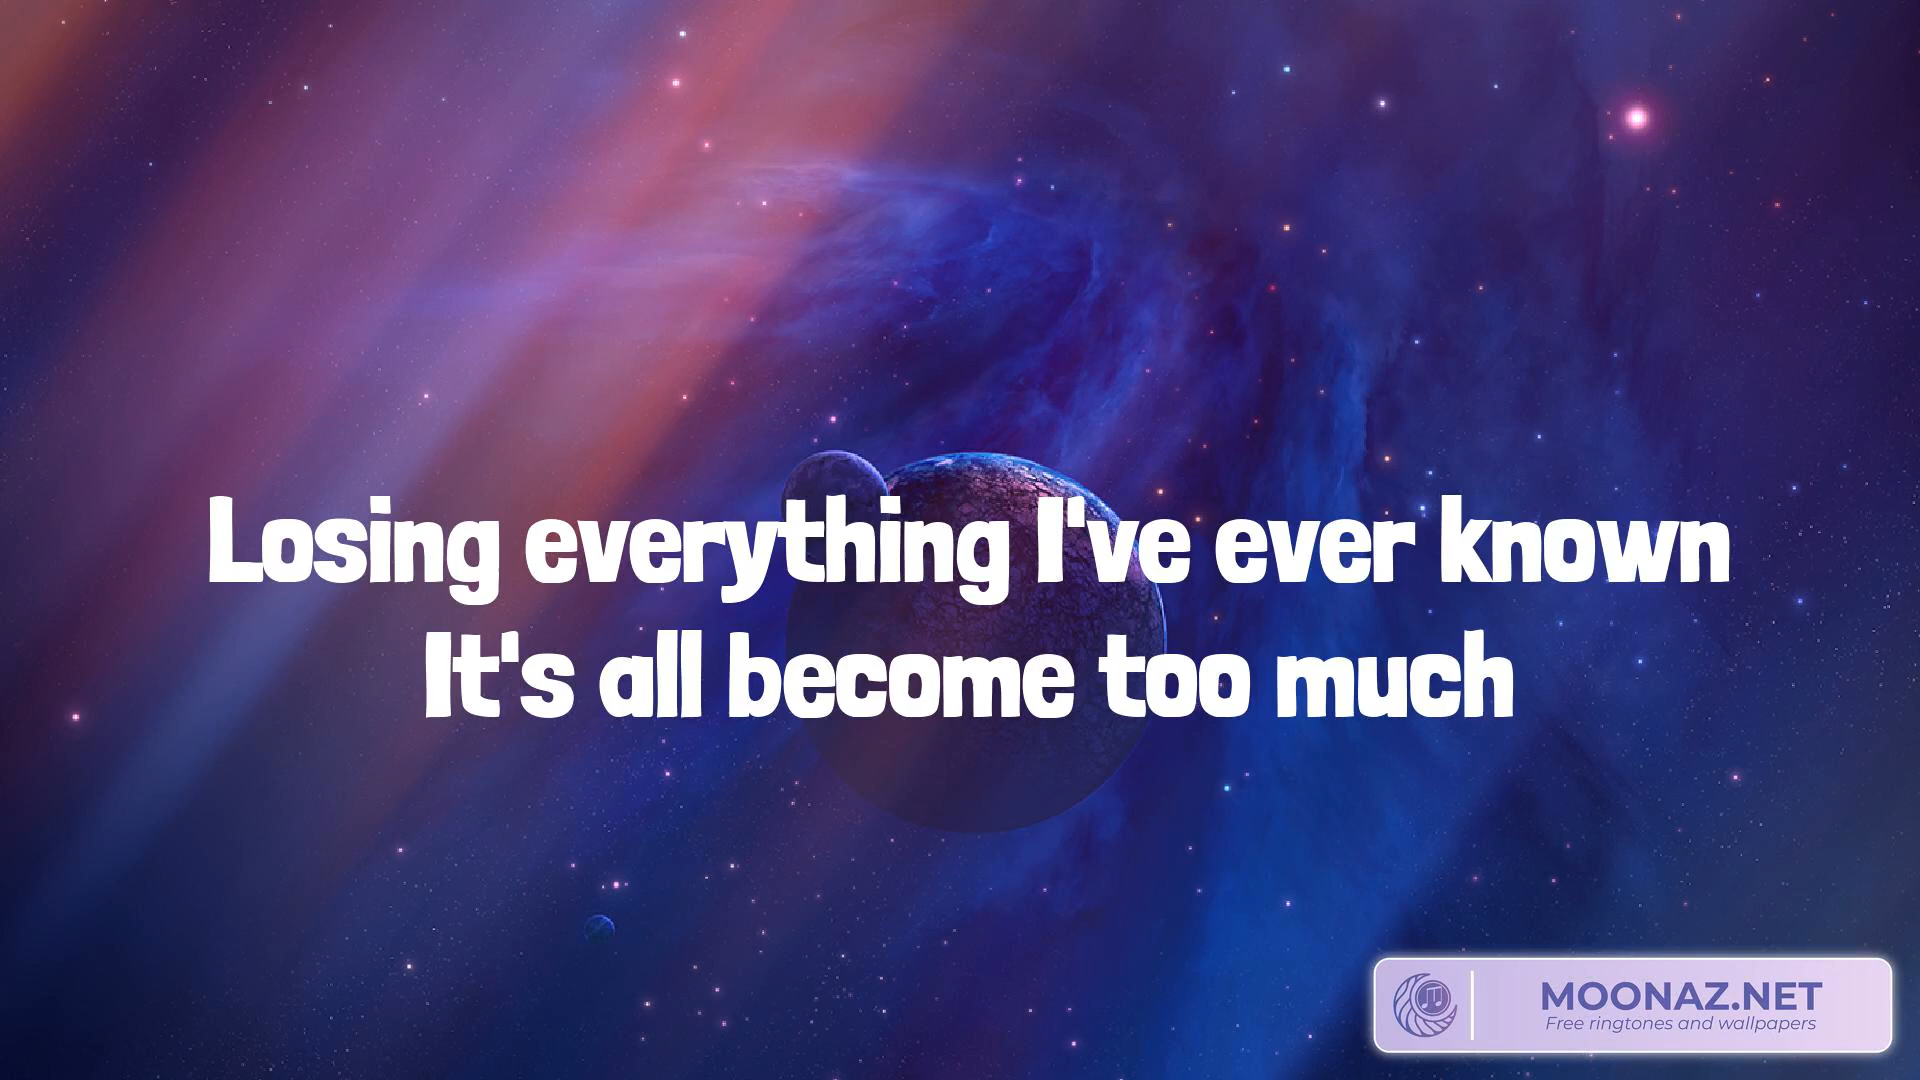 Losing everything I've ever known
It's all become too much
MOONAZ.NET
Free ringtones and wallpapers